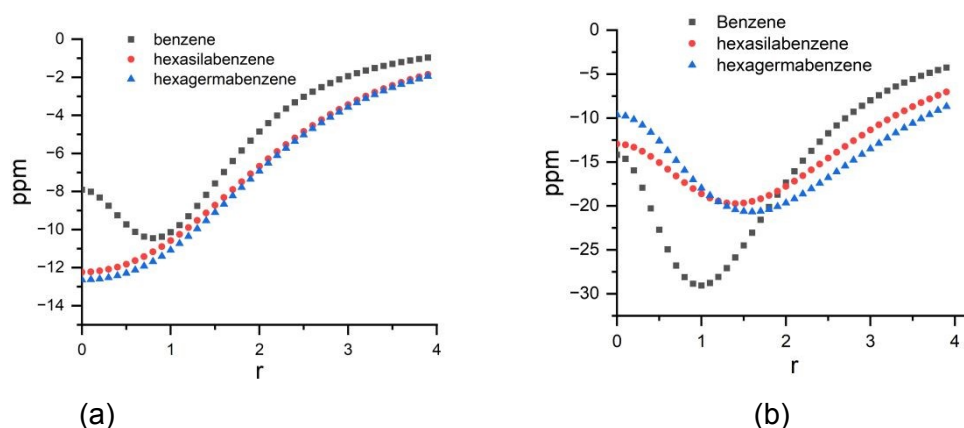 0
−2
−4
−6
−8
−10
−12
−14
ppm
benzene
hexasilabenzene
hexagermabenzene
0
1
2
3
4
r
(a)
0
−5
−10
−15
−20
−25
−30
ppm
Benzene
hexasilabenzene
hexagermabenzene
0
1
2
3
4
r
(b)